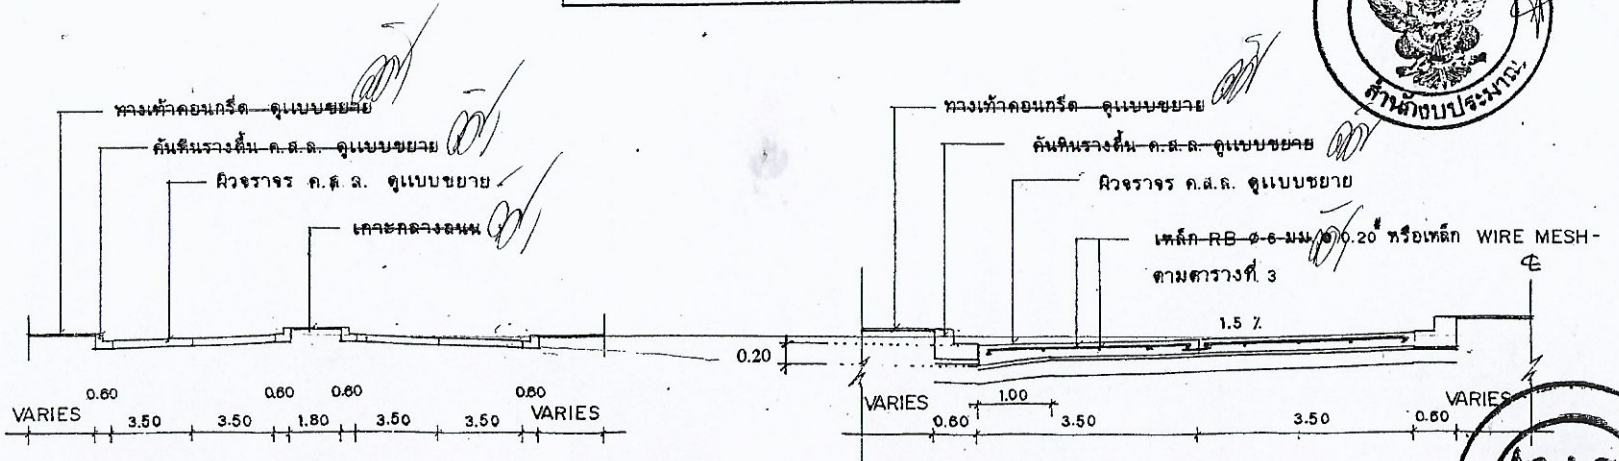 ทางเท้าคอนกรีต ดูแบบขยาย
คันหินรางตื้น ค.ส.ล. ดูแบบขยาย
ผิวจราจร ค.ส.ล. ดูแบบขยาย
เกาะกลางถนน
0.60 0.60 0.60 0.60
VARIES 3.50 3.50 1.80 3.50 3.50 VARIES
สำนักงบประมาณ
ทางเท้าคอนกรีต ดูแบบขยาย
คันหินรางตื้น ค.ส.ล. ดูแบบขยาย
ผิวจราจร ค.ส.ล. ดูแบบขยาย
เหล็ก RB Ø 6 มม. @ 0.20 หรือเหล็ก WIRE MESH
ตามตารางที่ 3
1.5 %
0.20
VARIES 1.00 VARIES
0.60 3.50 3.50 0.60